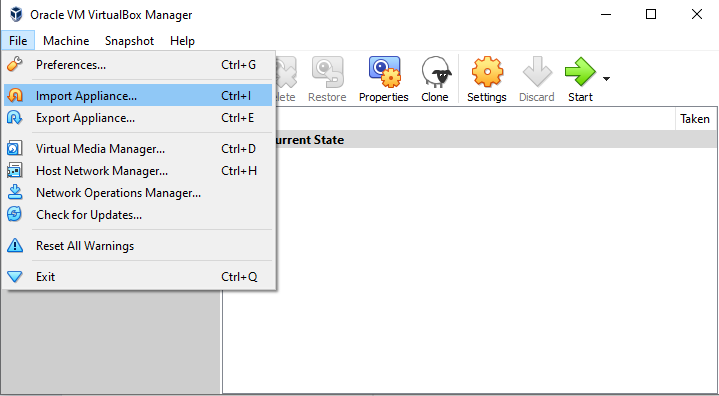 Oracle VM VirtualBox Manager
File Machine Snapshot Help
Preferences... Ctrl+G
Import Appliance... Ctrl+I
Export Appliance... Ctrl+E
Virtual Media Manager... Ctrl+D
Host Network Manager... Ctrl+H
Network Operations Manager...
Check for Updates...
Reset All Warnings
Exit Ctrl+Q
lete Restore Properties Clone Settings Discard Start
Taken
urrent State